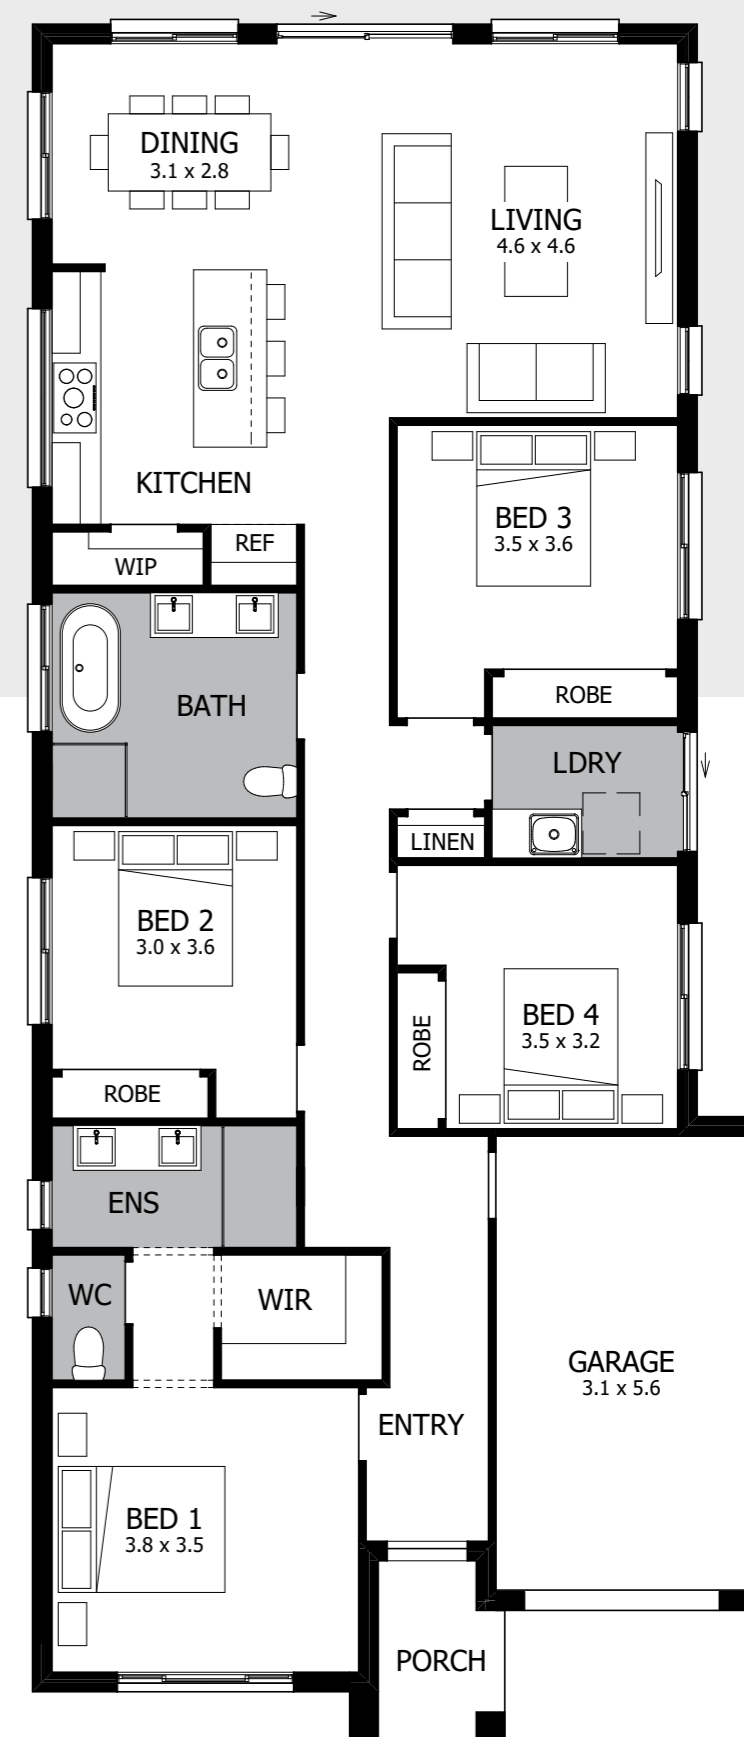 DINING
3.1 x 2.8
LIVING
4.6 x 4.6
KITCHEN
BED 3
3.5 x 3.6
REF
WIP
ROBE
BATH
LDRY
LINEN
BED 2
3.0 x 3.6
BED 4
3.5 x 3.2
ROBE
ROBE
ENS
WC
WIR
GARAGE
3.1 x 5.6
ENTRY
BED 1
3.8 x 3.5
PORCH